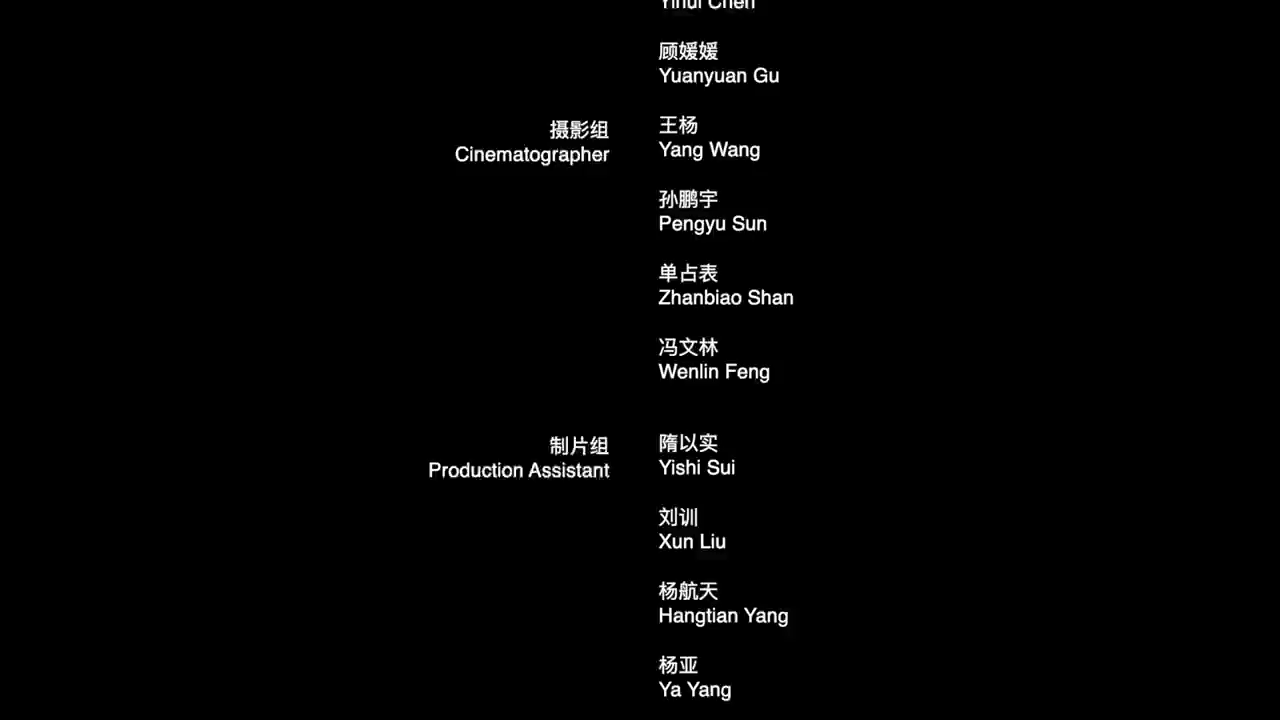 Yihui Chen
顾媛媛
Yuanyuan Gu
摄影组
Cinematographer
王杨
Yang Wang
孙鹏宇
Pengyu Sun
单占表
Zhanbiao Shan
冯文林
Wenlin Feng
制片组
Production Assistant
隋以实
Yishi Sui
刘训
Xun Liu
杨航天
Hangtian Yang
杨亚
Ya Yang